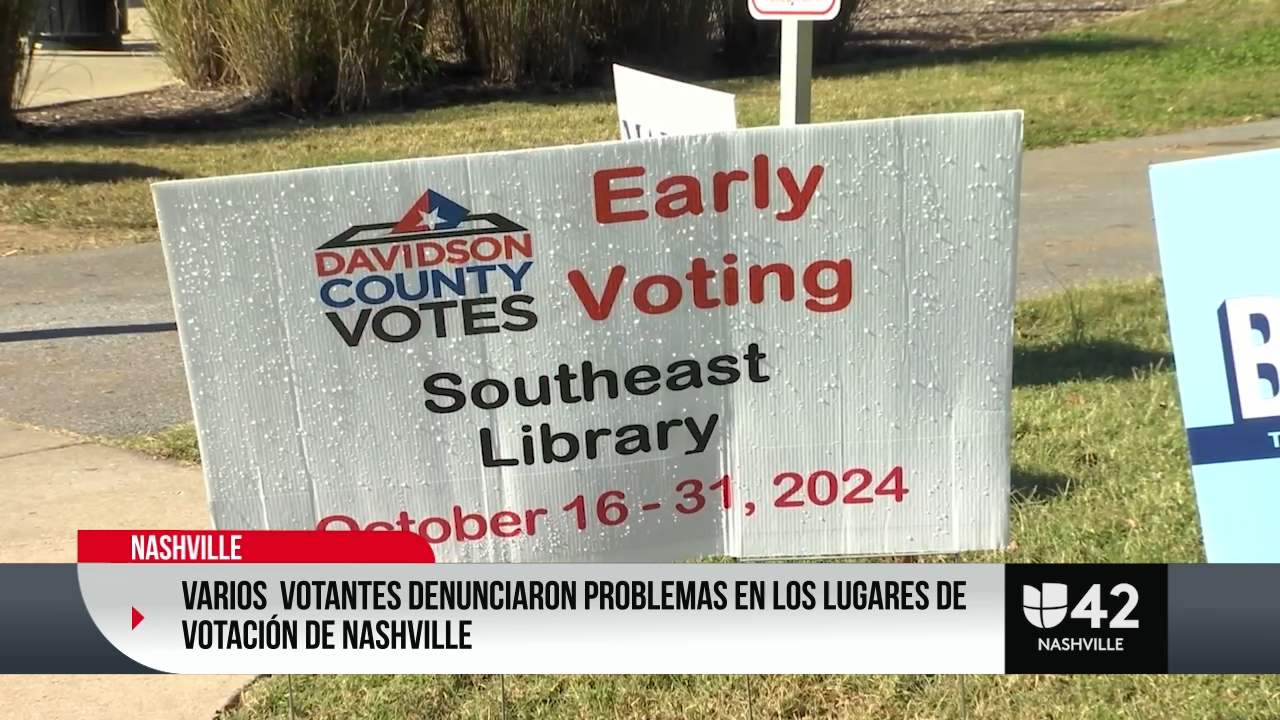 Early
Voting
DAVIDSON
COUNTY
VOTES
Southeast
Library
October 16 - 31, 2024
NASHVILLE
VARIOS VOTANTES DENUNCIARON PROBLEMAS EN LOS LUGARES DE
VOTACIÓN DE NASHVILLE
42
NASHVILLE